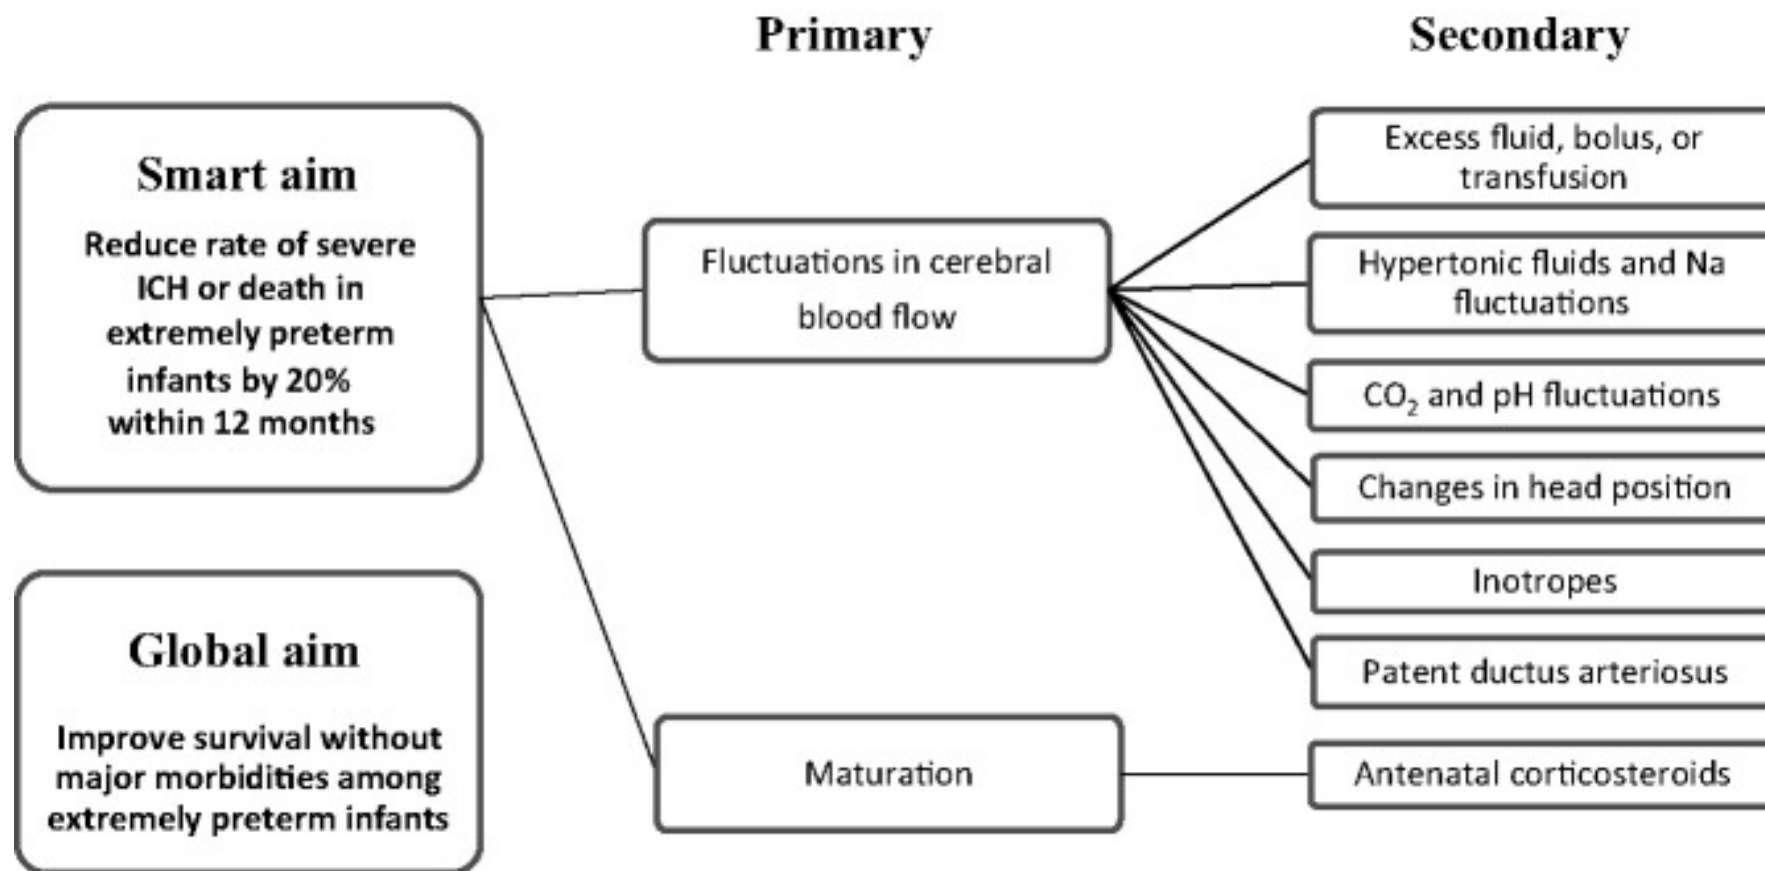 Primary
Secondary
Smart aim
Reduce rate of severe
ICH or death in
extremely preterm
infants by 20%
within 12 months
Global aim
Improve survival without
major morbidities among
extremely preterm infants
Fluctuations in cerebral
blood flow
Maturation
Excess fluid, bolus, or
transfusion
Hypertonic fluids and Na
fluctuations
CO₂ and pH fluctuations
Changes in head position
Inotropes
Patent ductus arteriosus
Antenatal corticosteroids